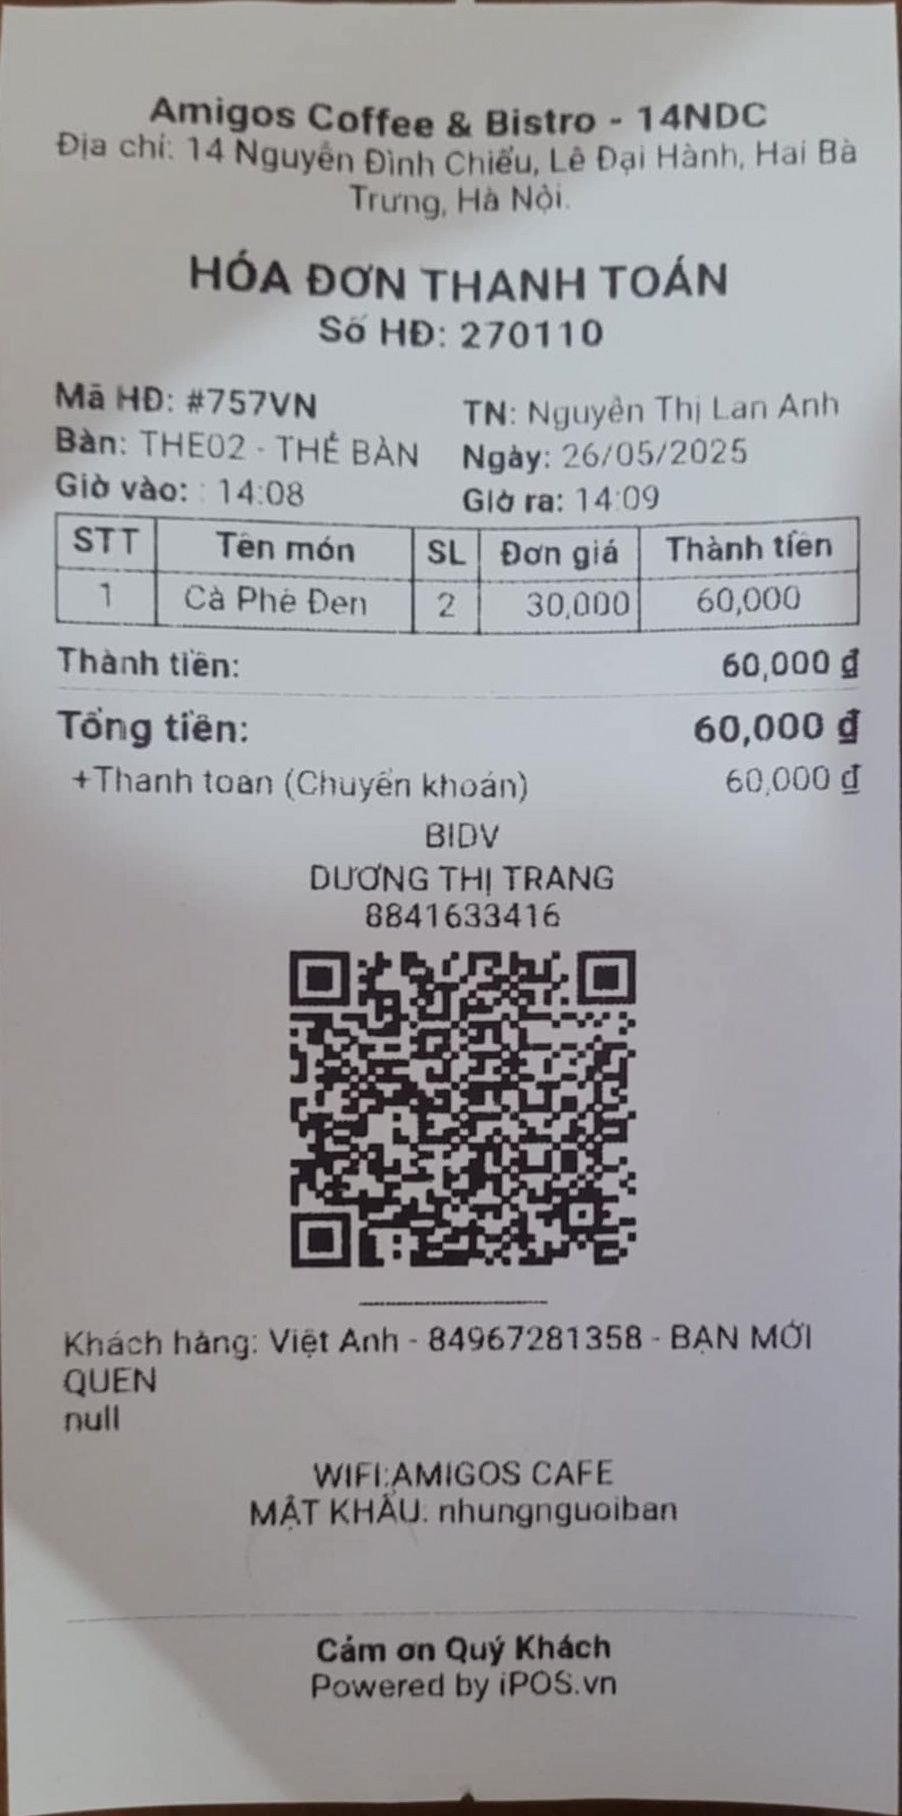 Amigos Coffee & Bistro - 14NDC
Địa chỉ: 14 Nguyễn Đình Chiểu, Lê Đại Hành, Hai Bà
Trưng, Hà Nội.
HÓA ĐƠN THANH TOÁN
Số HĐ: 270110
Mã HĐ: #757VN TN: Nguyễn Thị Lan Anh
Bàn: THE02 - THẺ BÀN Ngày: 26/05/2025
Giờ vào: : 14:08 Giờ ra: 14:09
STT Tên món SL Đơn giá Thành tiền
1 Cà Phê Đen 2 30,000 60,000
Thành tiền: 60,000 đ
Tổng tiền: 60,000 đ
+Thanh toán (Chuyển khoản) 60,000 đ
BIDV
DƯƠNG THỊ TRANG
8841633416
Khách hàng: Việt Anh - 84967281358 - BẠN MỚI
QUEN
null
WIFI:AMIGOS CAFE
MẬT KHẨU: nhungnguoiban
Cảm ơn Quý Khách
Powered by iPOS.vn